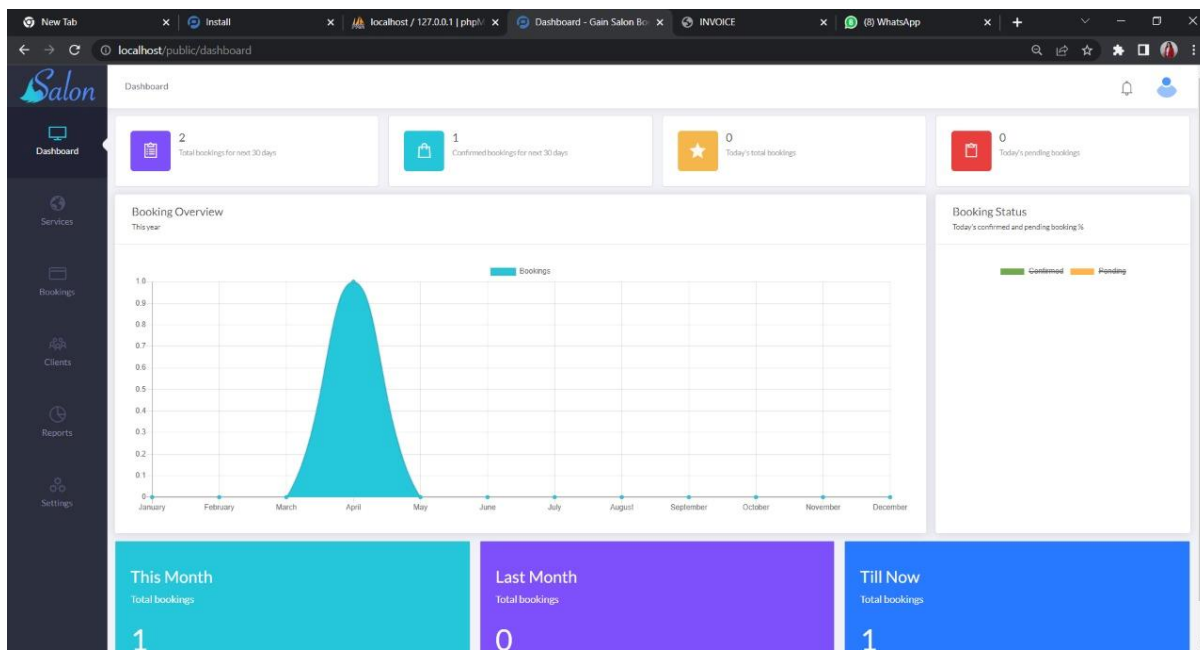 New Tab
Install
localhost / 127.0.0.1 | phpM
Dashboard - Gain Salon Bo
INVOICE
(8) WhatsApp
localhost/public/dashboard
Salon
Dashboard
Dashboard
Services
Bookings
Clients
Reports
Settings
2
Total bookings for next 30 days
1
Confirmed bookings for next 30 days
0
Today's total bookings
0
Today's pending bookings
Booking Overview
This year
Bookings
1.0
0.9
0.8
0.7
0.6
0.5
0.4
0.3
0.2
0.1
0
January February March April May June July August September October November December
Booking Status
Today's confirmed and pending booking %
Confirmed Pending
This Month
Total bookings
1
Last Month
Total bookings
0
Till Now
Total bookings
1